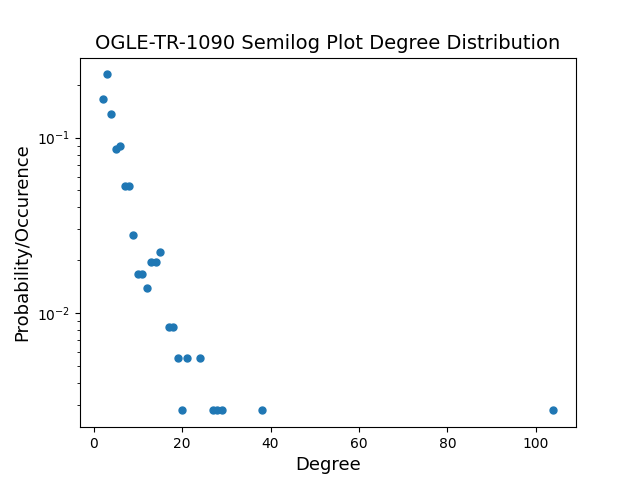 OGLE-TR-1090 Semilog Plot Degree Distribution
Probability/Occurence
10⁻¹
10⁻²
0 20 40 60 80 100
Degree